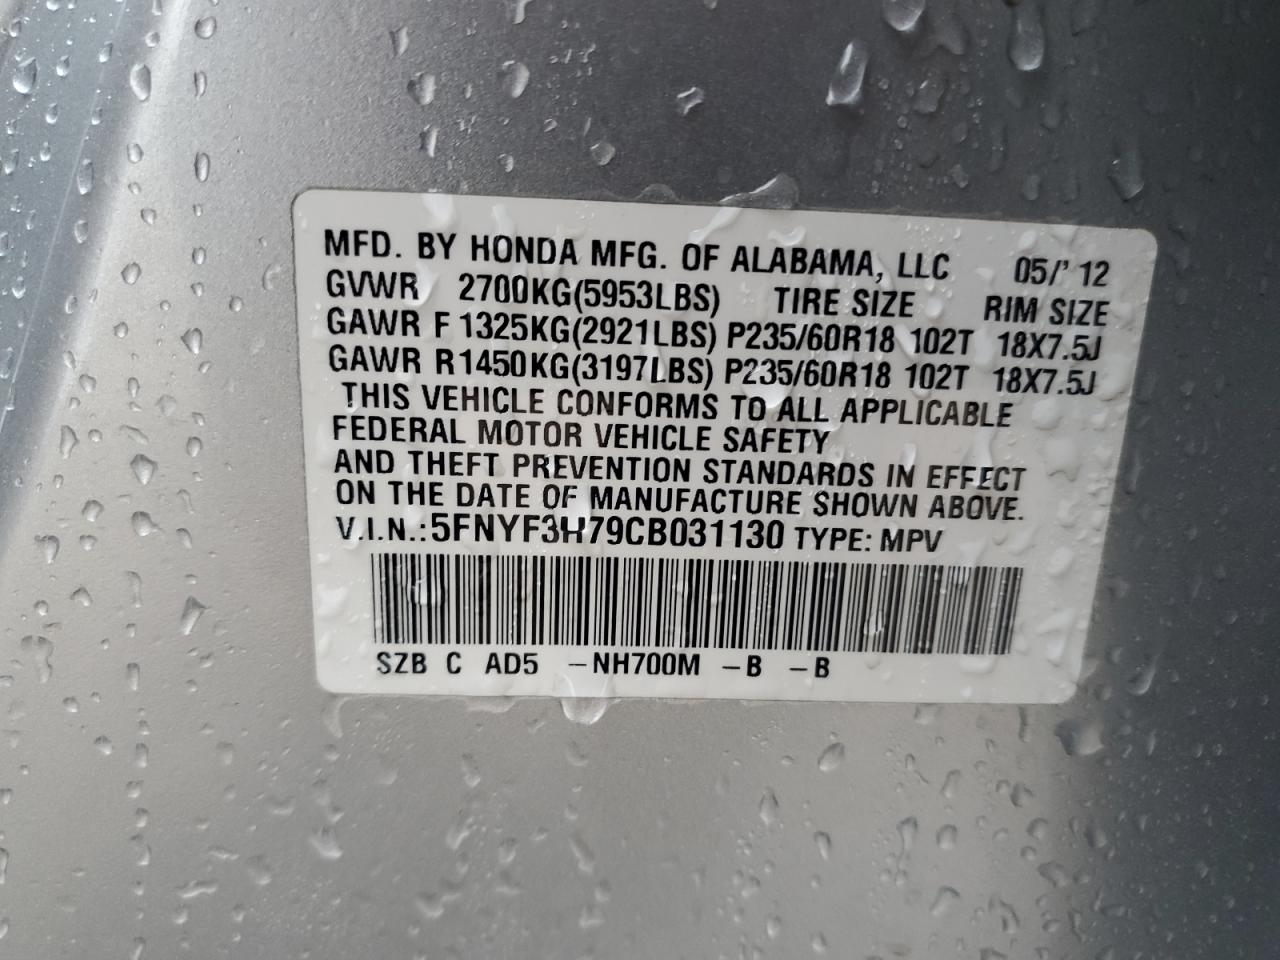 MFD. BY HONDA MFG. OF ALABAMA, LLC 05/'12
GVWR 2700KG(5953LBS) TIRE SIZE RIM SIZE
GAWR F 1325KG(2921LBS) P235/60R18 102T 18X7.5J
GAWR R1450KG(3197LBS) P235/60R18 102T 18X7.5J
THIS VEHICLE CONFORMS TO ALL APPLICABLE
FEDERAL MOTOR VEHICLE SAFETY
AND THEFT PREVENTION STANDARDS IN EFFECT
ON THE DATE OF MANUFACTURE SHOWN ABOVE.
V.I.N.:5FNYF3H79CB031130 TYPE: MPV
SZB C AD5 -NH700M -B -B